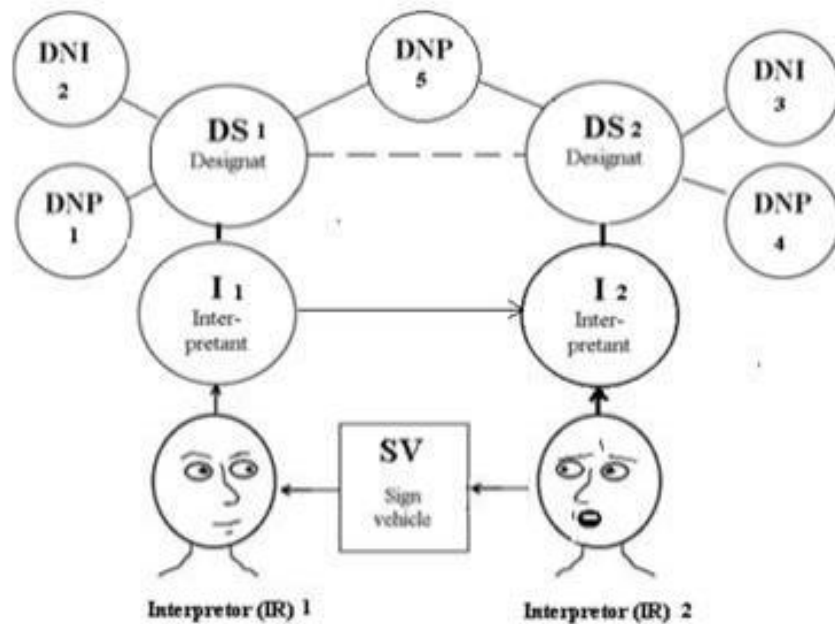 DNI
2
DNP
5
DNI
3
DS 1
Designat
DS 2
Designat
DNP
1
DNP
4
I 1
Inter-
pretant
I 2
Inter-
pretant
SV
Sign
vehicle
Interpretor (IR) 1
Interpretor (IR) 2